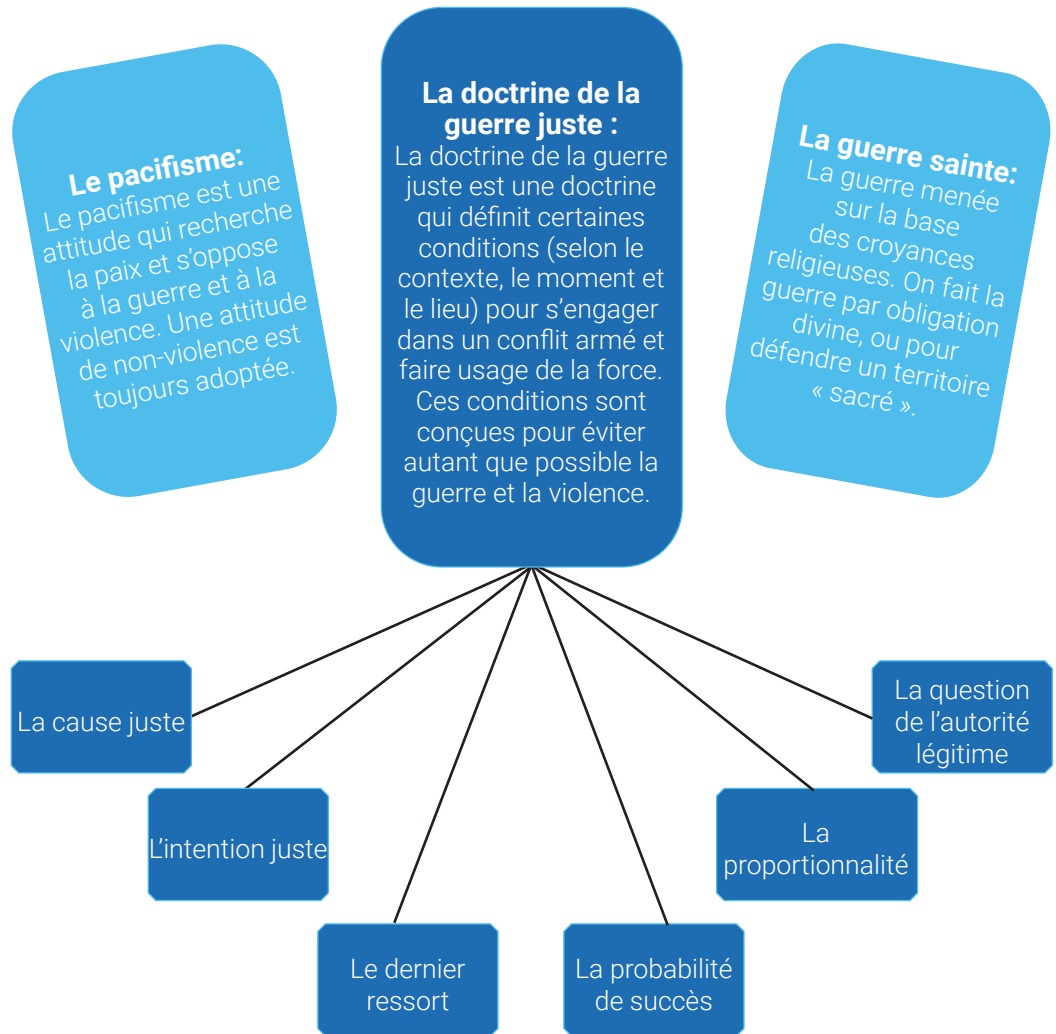 Le pacifisme:
Le pacifisme est une
attitude qui recherche
la paix et s’oppose
à la guerre et à la
violence. Une attitude
de non-violence est
toujours adoptée.
La doctrine de la
guerre juste :
La doctrine de la guerre
juste est une doctrine
qui définit certaines
conditions (selon le
contexte, le moment et
le lieu) pour s’engager
dans un conflit armé et
faire usage de la force.
Ces conditions sont
conçues pour éviter
autant que possible la
guerre et la violence.
La guerre sainte:
La guerre menée
sur la base
des croyances
religieuses. On fait la
guerre par obligation
divine, ou pour
défendre un territoire
« sacré ».
La cause juste
L’intention juste
Le dernier
ressort
La probabilité
de succès
La
proportionnalité
La question
de l’autorité
légitime